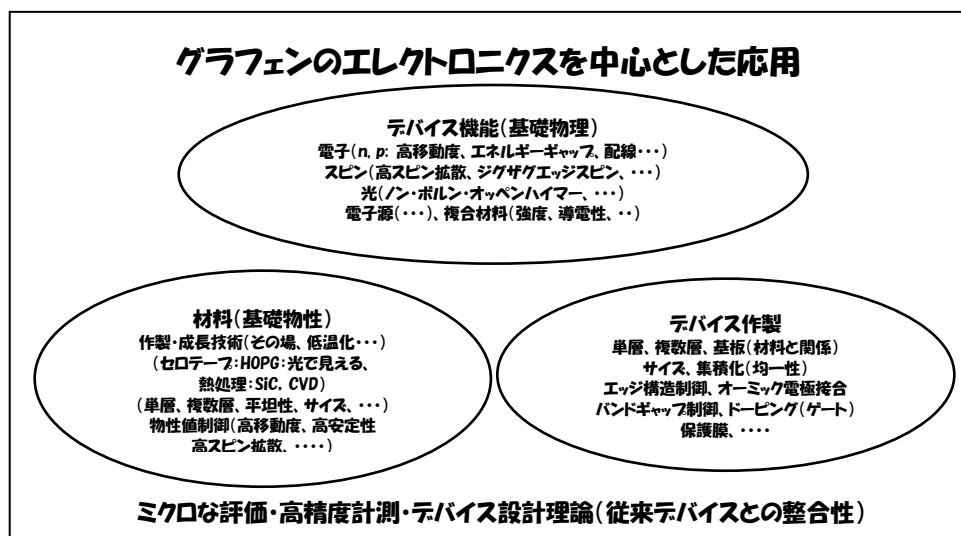 グラフェンのエレクトロニクスを中心とした応用
デバイス機能(基礎物理)
電子(n, p: 高移動度、エネルギーギャップ、配線・・・)
スピン(高スピン拡散、ジグザグエッジスピン、・・・)
光(ノン・ボルン・オッペンハイマー、・・・)
電子源(・・・)、複合材料(強度、導電性、・・)
材料(基礎物性)
作製・成長技術(その場、低温化・・・)
(セロテープ:HOPG:光で見える、
熱処理:SiC, CVD)
(単層、複数層、平坦性、サイズ、・・・)
物性値制御(高移動度、高安定性
高スピン拡散、・・・・)
デバイス作製
単層、複数層、基板(材料と関係)
サイズ、集積化(均一性)
エッジ構造制御、オーミック電極接合
バンドギャップ制御、ドーピング(ゲート)
保護膜、・・・・
ミクロな評価・高精度計測・デバイス設計理論(従来デバイスとの整合性)